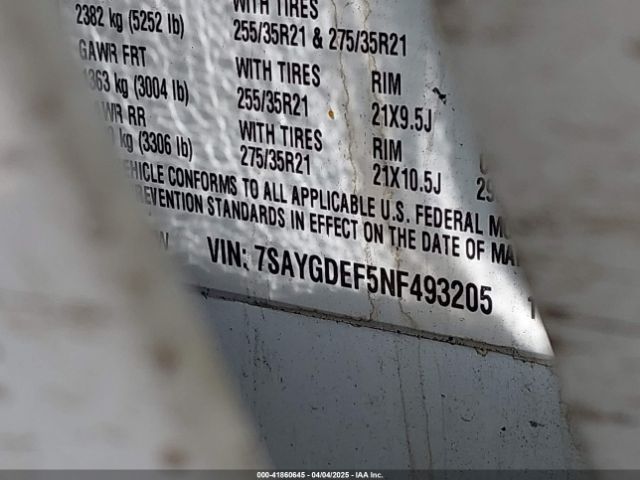 WITH TIRES
2382 kg (5252 lb) 255/35R21 & 275/35R21
GAWR FRT WITH TIRES RIM
1363 kg (3004 lb) 255/35R21 21X9.5J
RR WITH TIRES RIM
kg (3306 lb) 275/35R21 21X10.5J
VEHICLE CONFORMS TO ALL APPLICABLE U.S. FEDERAL
STANDARDS IN EFFECT ON THE DATE OF
VIN: 7SAYGDEF5NF493205
000-41860645 - 04/04/2025 - IAA Inc.